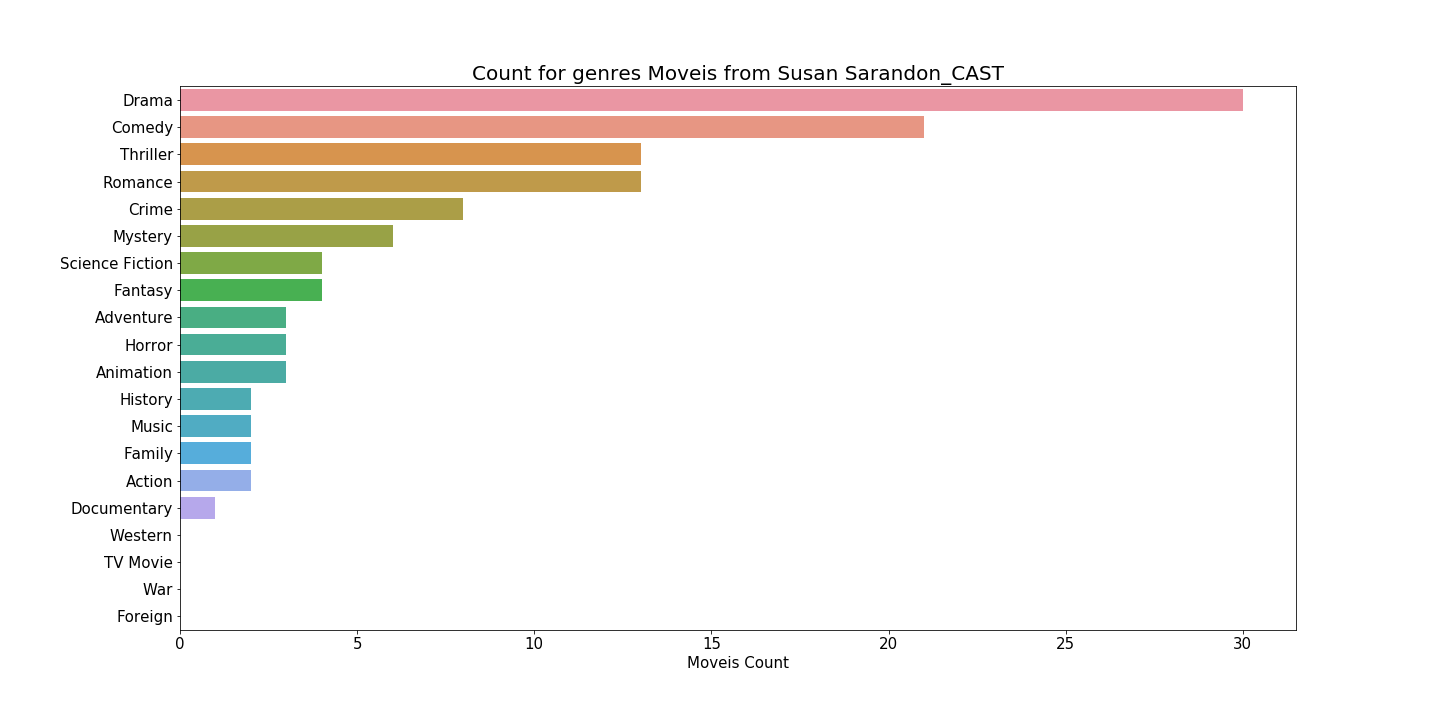 Count for genres Moveis from Susan Sarandon_CAST
Drama
Comedy
Thriller
Romance
Crime
Mystery
Science Fiction
Fantasy
Adventure
Horror
Animation
History
Music
Family
Action
Documentary
Western
TV Movie
War
Foreign
0 5 10 15 20 25 30
Moveis Count